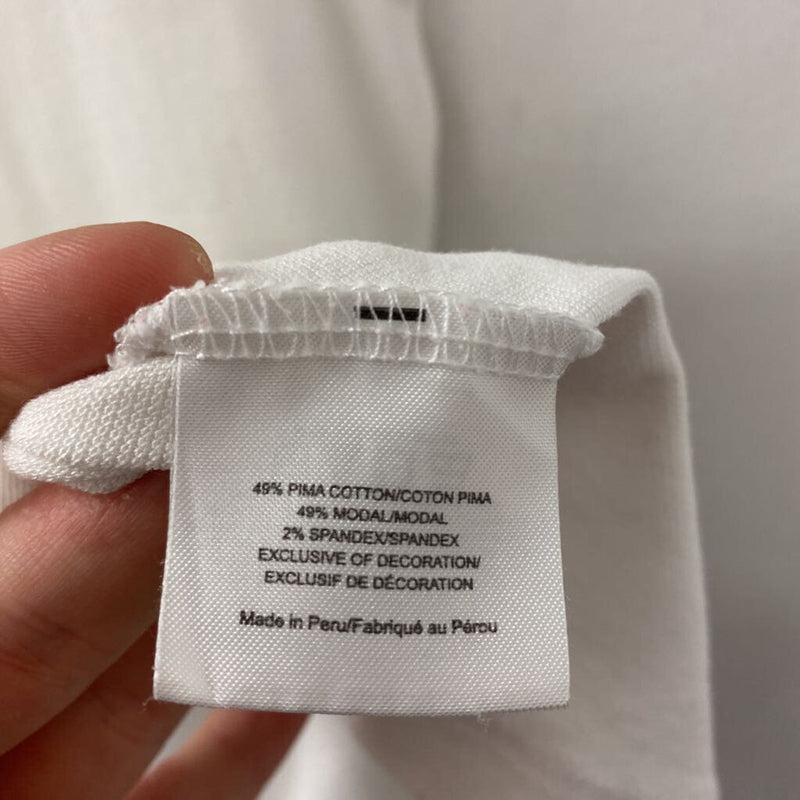 49% PIMA COTTON/COTON PIMA
49% MODAL/MODAL
2% SPANDEX/SPANDEX
EXCLUSIVE OF DECORATION/
EXCLUSIF DE DÉCORATION
Made in Peru/Fabriqué au Pérou